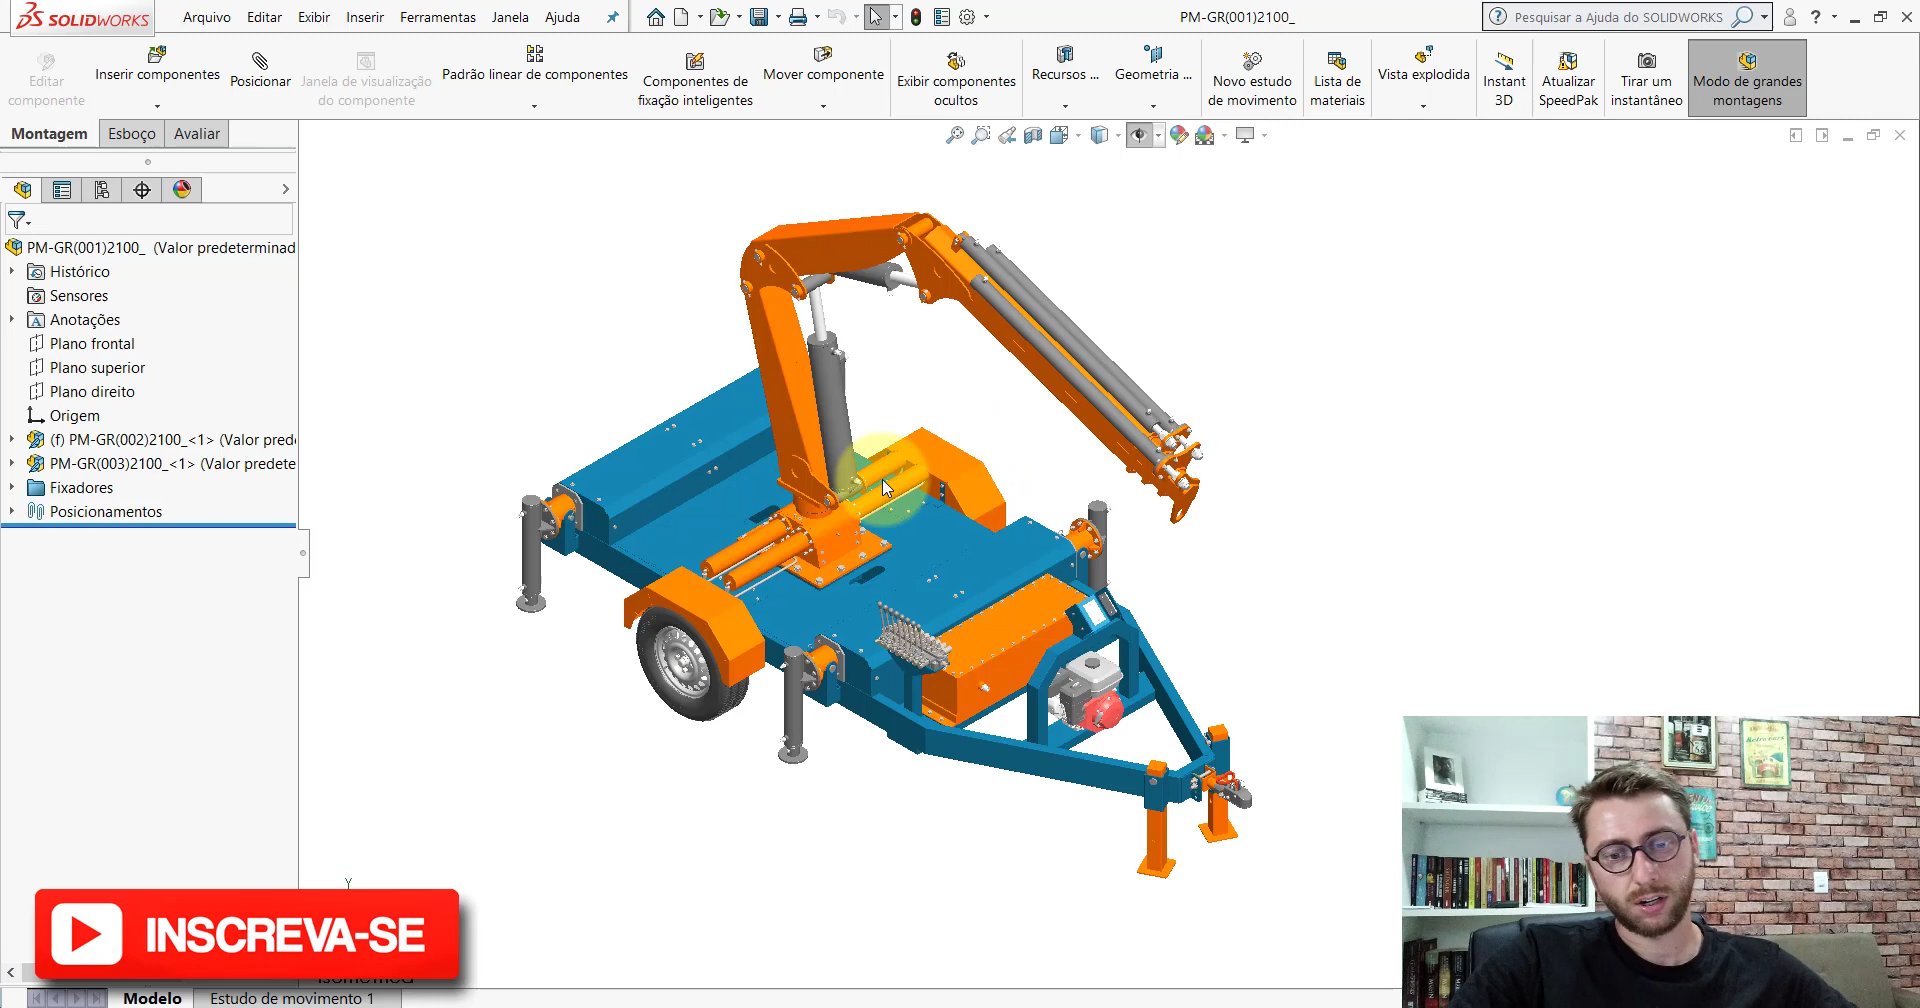 SOLIDWORKS
Arquivo Editar Exibir Inserir Ferramentas Janela Ajuda
PM-GR(001)2100_
Pesquisar a Ajuda do SOLIDWORKS
Editar
componente
Inserir componentes
Posicionar
Janela de visualização
do componente
Padrão linear de componentes
Componentes de
fixação inteligentes
Mover componente
Exibir componentes
ocultos
Recursos ...
Geometria ...
Novo estudo
de movimento
Lista de
materiais
Vista explodida
Instant
3D
Atualizar
SpeedPak
Tirar um
instantâneo
Modo de grandes
montagens
Montagem Esboço Avaliar
PM-GR(001)2100_ (Valor predeterminad
Histórico
Sensores
Anotações
Plano frontal
Plano superior
Plano direito
Origem
(f) PM-GR(002)2100_<1> (Valor pred
PM-GR(003)2100_<1> (Valor predete
Fixadores
Posicionamentos
Y
INSCREVA-SE
Modelo Estudo de movimento 1